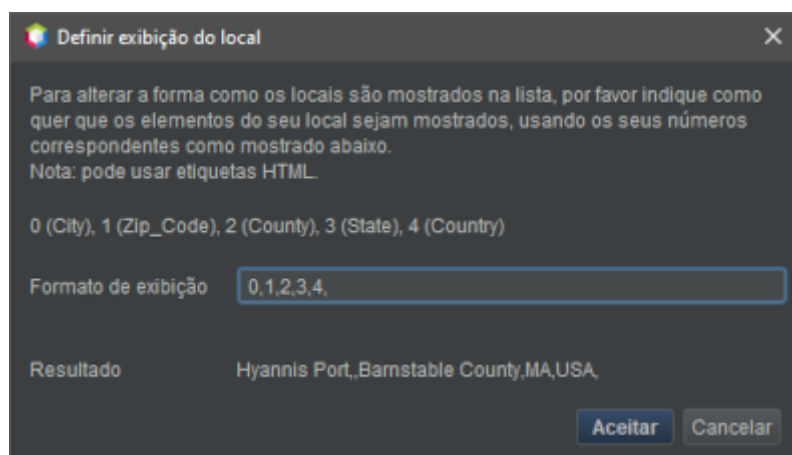 Definir exibição do local
Para alterar a forma como os locais são mostrados na lista, por favor indique como
quer que os elementos do seu local sejam mostrados, usando os seus números
correspondentes como mostrado abaixo.
Nota: pode usar etiquetas HTML.
0 (City), 1 (Zip_Code), 2 (County), 3 (State), 4 (Country)
Formato de exibição 0,1,2,3,4,
Resultado Hyannis Port,,Barnstable County,MA,USA,
Aceitar Cancelar